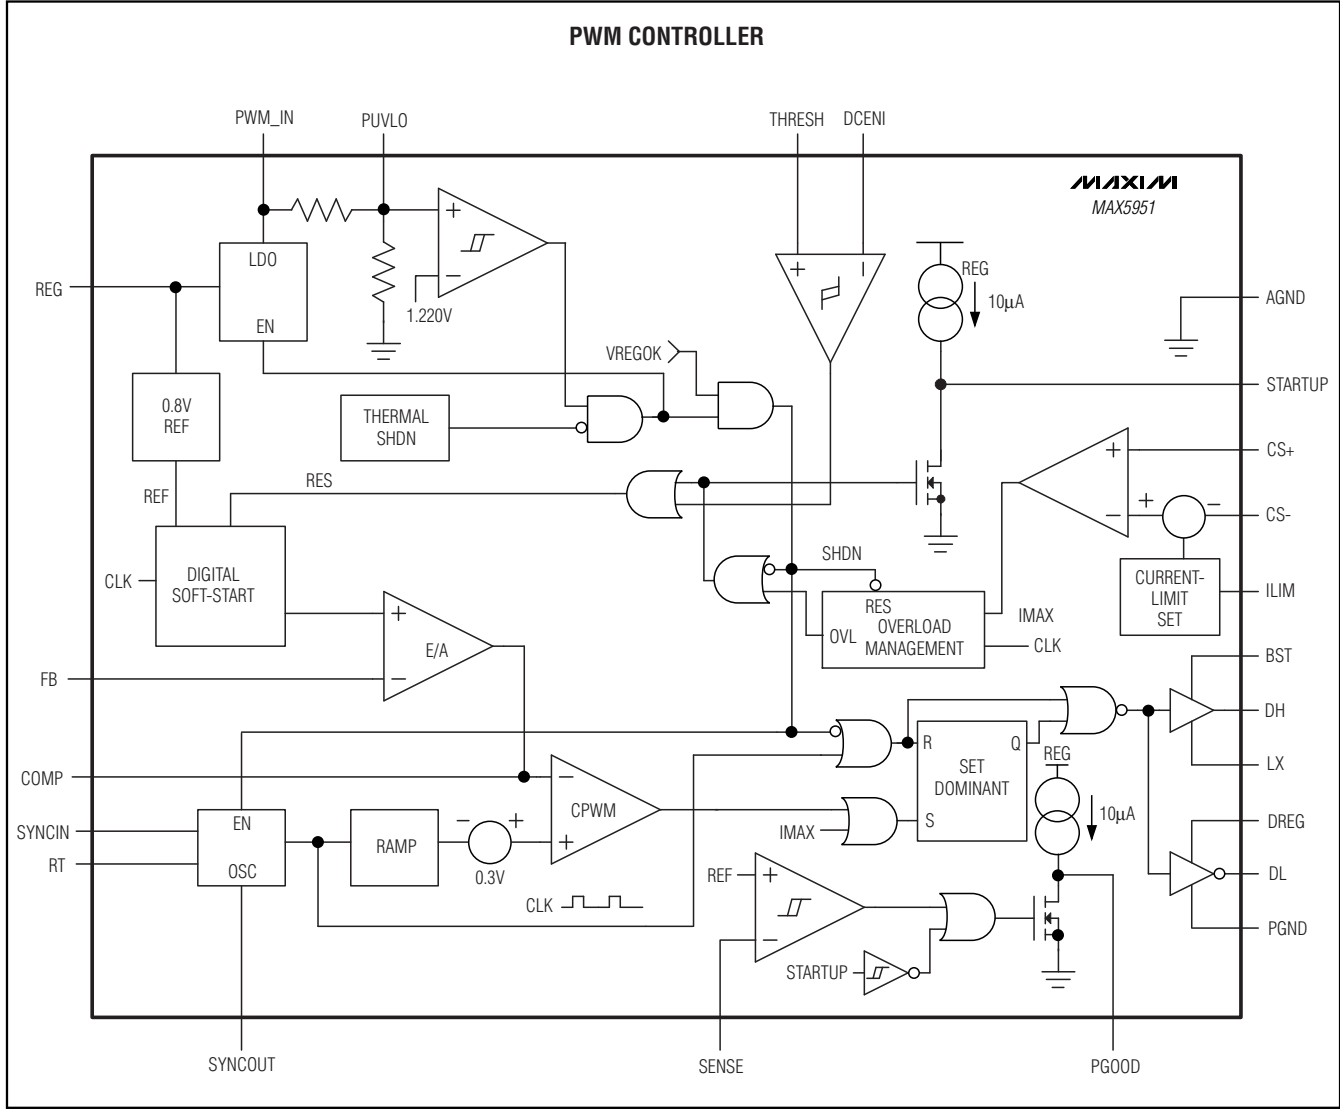 PWM CONTROLLER
PWM_IN
PUVLO
THRESH
DCENI
MAXIM
MAX5951
+
−
1.220V
LDO
EN
REG
+
−
REG
10µA
AGND
VREGOK
STARTUP
0.8V
REF
THERMAL
SHDN
REF
RES
+
−
CS+
+
−
CS-
CLK
DIGITAL
SOFT-START
SHDN
RES
OVL
OVERLOAD
MANAGEMENT
IMAX
CLK
CURRENT-
LIMIT
SET
ILIM
+
−
E/A
FB
BST
DH
LX
R
Q
SET
DOMINANT
S
REG
10µA
COMP
−
+
CPWM
SYNCIN
RT
EN
OSC
RAMP
−
+
0.3V
IMAX
DREG
DL
PGND
REF
+
−
CLK
STARTUP
SYNCOUT
SENSE
PGOOD